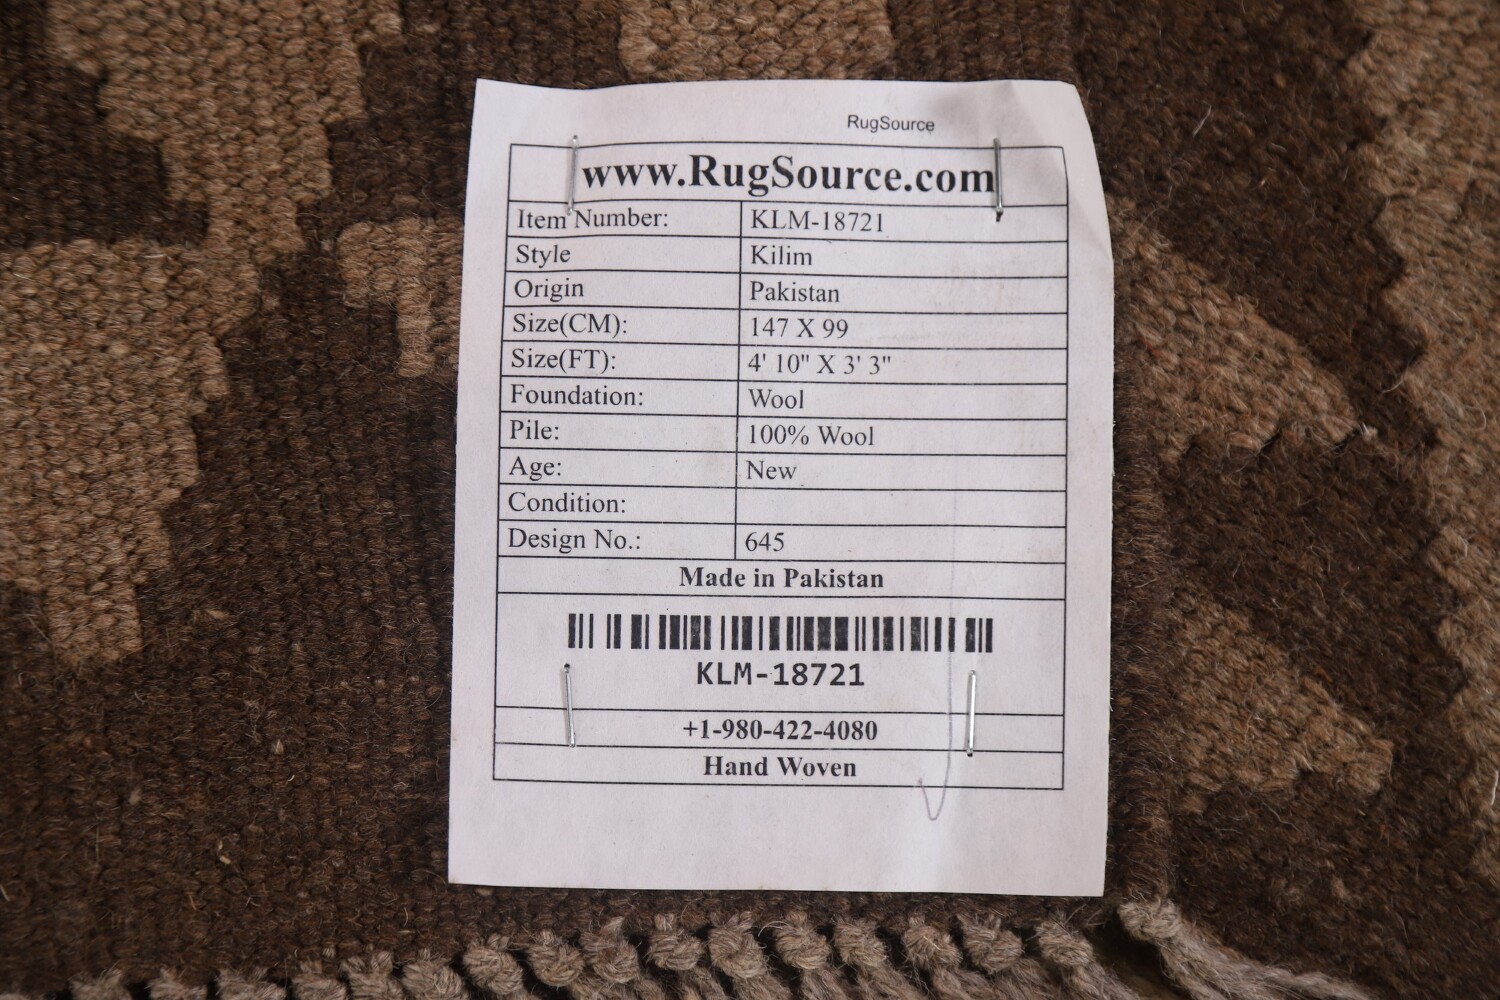 RugSource
www.RugSource.com
Item Number: KLM-18721
Style Kilim
Origin Pakistan
Size(CM): 147 X 99
Size(FT): 4' 10" X 3' 3"
Foundation: Wool
Pile: 100% Wool
Age: New
Condition:
Design No.: 645
Made in Pakistan
KLM-18721
+1-980-422-4080
Hand Woven